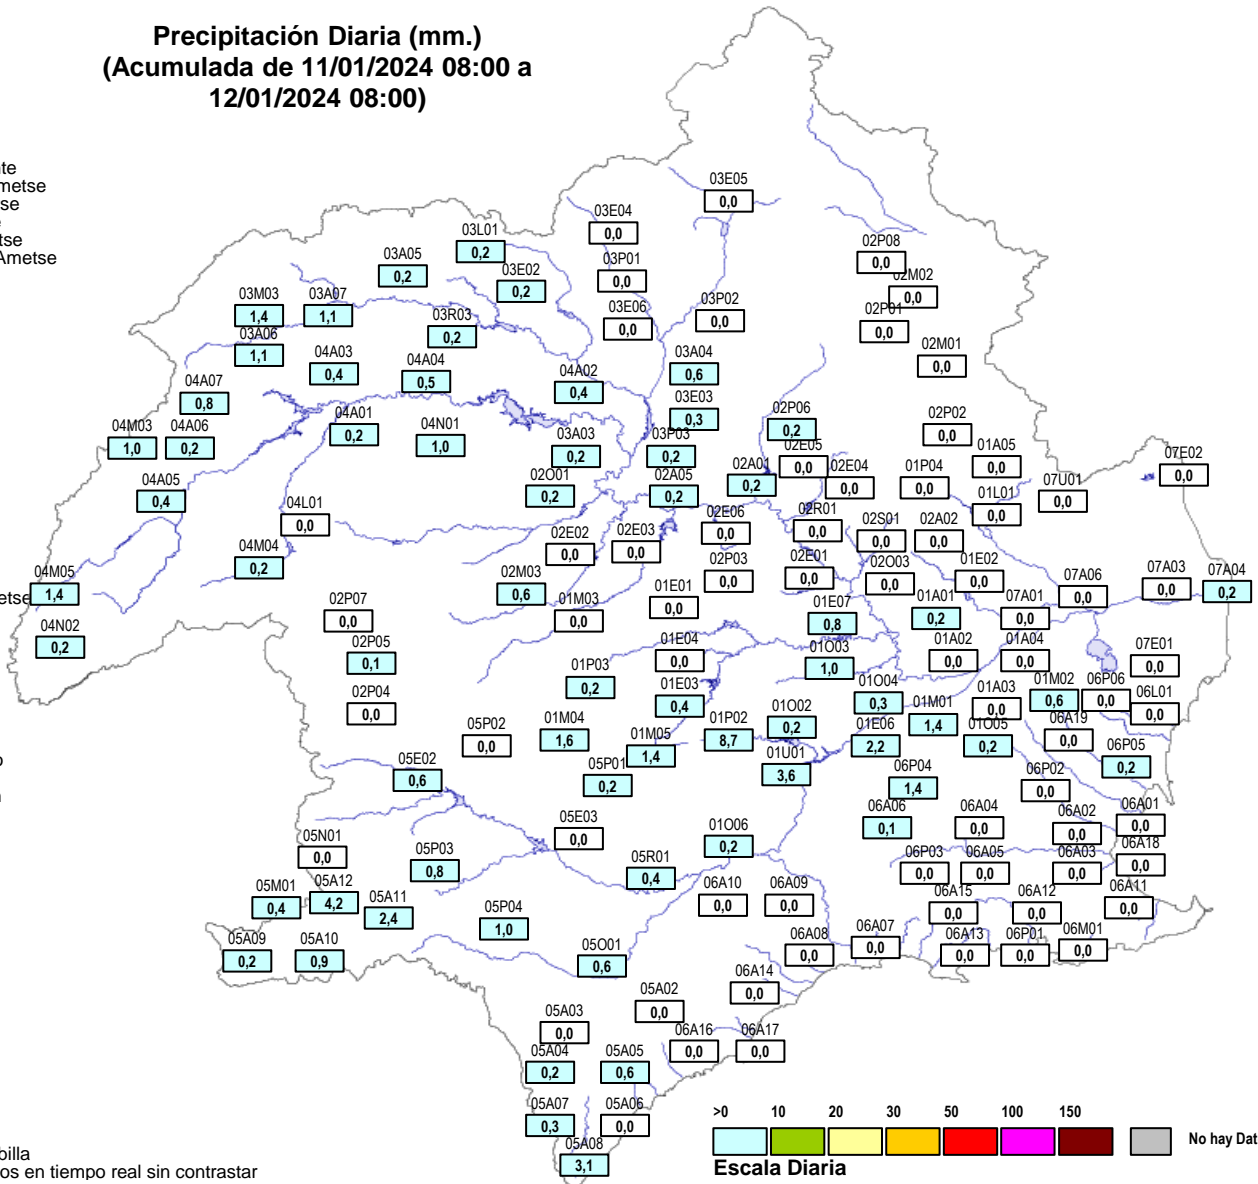 Precipitación Diaria (mm.)
(Acumulada de 11/01/2024 08:00 a
12/01/2024 08:00)
03E05
0,0
03E04
0,0
03L01
0,2
03A05
0,2
03E02
0,2
03P01
0,0
02P08
0,0
02M02
0,0
03M03
1,4
03A07
1,1
03R03
0,2
03E06
0,0
03P02
0,0
02P01
0,0
03A06
1,1
04A03
0,4
04A04
0,5
04A02
0,4
03A04
0,6
02M01
0,0
04A07
0,8
03E03
0,3
04A01
0,2
04N01
1,0
02P06
0,2
02P02
0,0
04M03
1,0
04A06
0,2
03A03
0,2
03P03
0,2
02E05
0,0
01A05
0,0
07E02
0,0
04A05
0,4
02O01
0,2
02A05
0,2
02A01
0,2
02E04
0,0
01P04
0,0
07U01
0,0
04L01
0,0
01L01
0,0
02E06
0,0
02R01
0,0
02S01
0,0
02A02
0,0
04M04
0,2
02E02
0,0
02E03
0,0
02P03
0,0
02E01
0,0
02O03
0,0
01E02
0,0
04M05
1,4
02M03
0,6
07A06
0,0
07A03
0,0
07A04
0,2
02P07
0,0
01M03
0,0
01E01
0,0
01E07
0,8
01A01
0,2
07A01
0,0
04N02
0,2
02P05
0,1
01E04
0,0
01O03
1,0
01A02
0,0
01A04
0,0
07E01
0,0
01P03
0,2
02P04
0,0
01E03
0,4
01O04
0,3
01A03
0,0
01M02
0,6
06P06
0,0
06L01
0,0
01M01
1,4
05P02
0,0
01M04
1,6
01M05
1,4
01P02
8,7
01O02
0,2
01E06
2,2
01O05
0,2
06A19
0,0
06P05
0,2
05E02
0,6
05P01
0,2
01U01
3,6
06P04
1,4
06P02
0,0
05E03
0,0
06A06
0,1
06A04
0,0
06A02
0,0
06A01
0,0
05N01
0,0
05P03
0,8
01O06
0,2
05R01
0,4
06P03
0,0
06A05
0,0
06A03
0,0
06A18
0,0
05M01
0,4
05A12
4,2
05A11
2,4
05P04
1,0
06A10
0,0
06A09
0,0
06A15
0,0
06A12
0,0
06A11
0,0
05A09
0,2
05A10
0,9
05O01
0,6
06A08
0,0
06A07
0,0
06A13
0,0
06P01
0,0
06M01
0,0
05A03
0,0
05A02
0,0
06A14
0,0
05A04
0,2
05A05
0,6
06A16
0,0
06A17
0,0
05A07
0,3
05A06
0,0
05A08
3,1
>0 10 20 30 50 100 150
No hay Dat
Escala Diaria
nte
metse
se
tse
Ametse
etse
billa
os en tiempo real sin contrastar